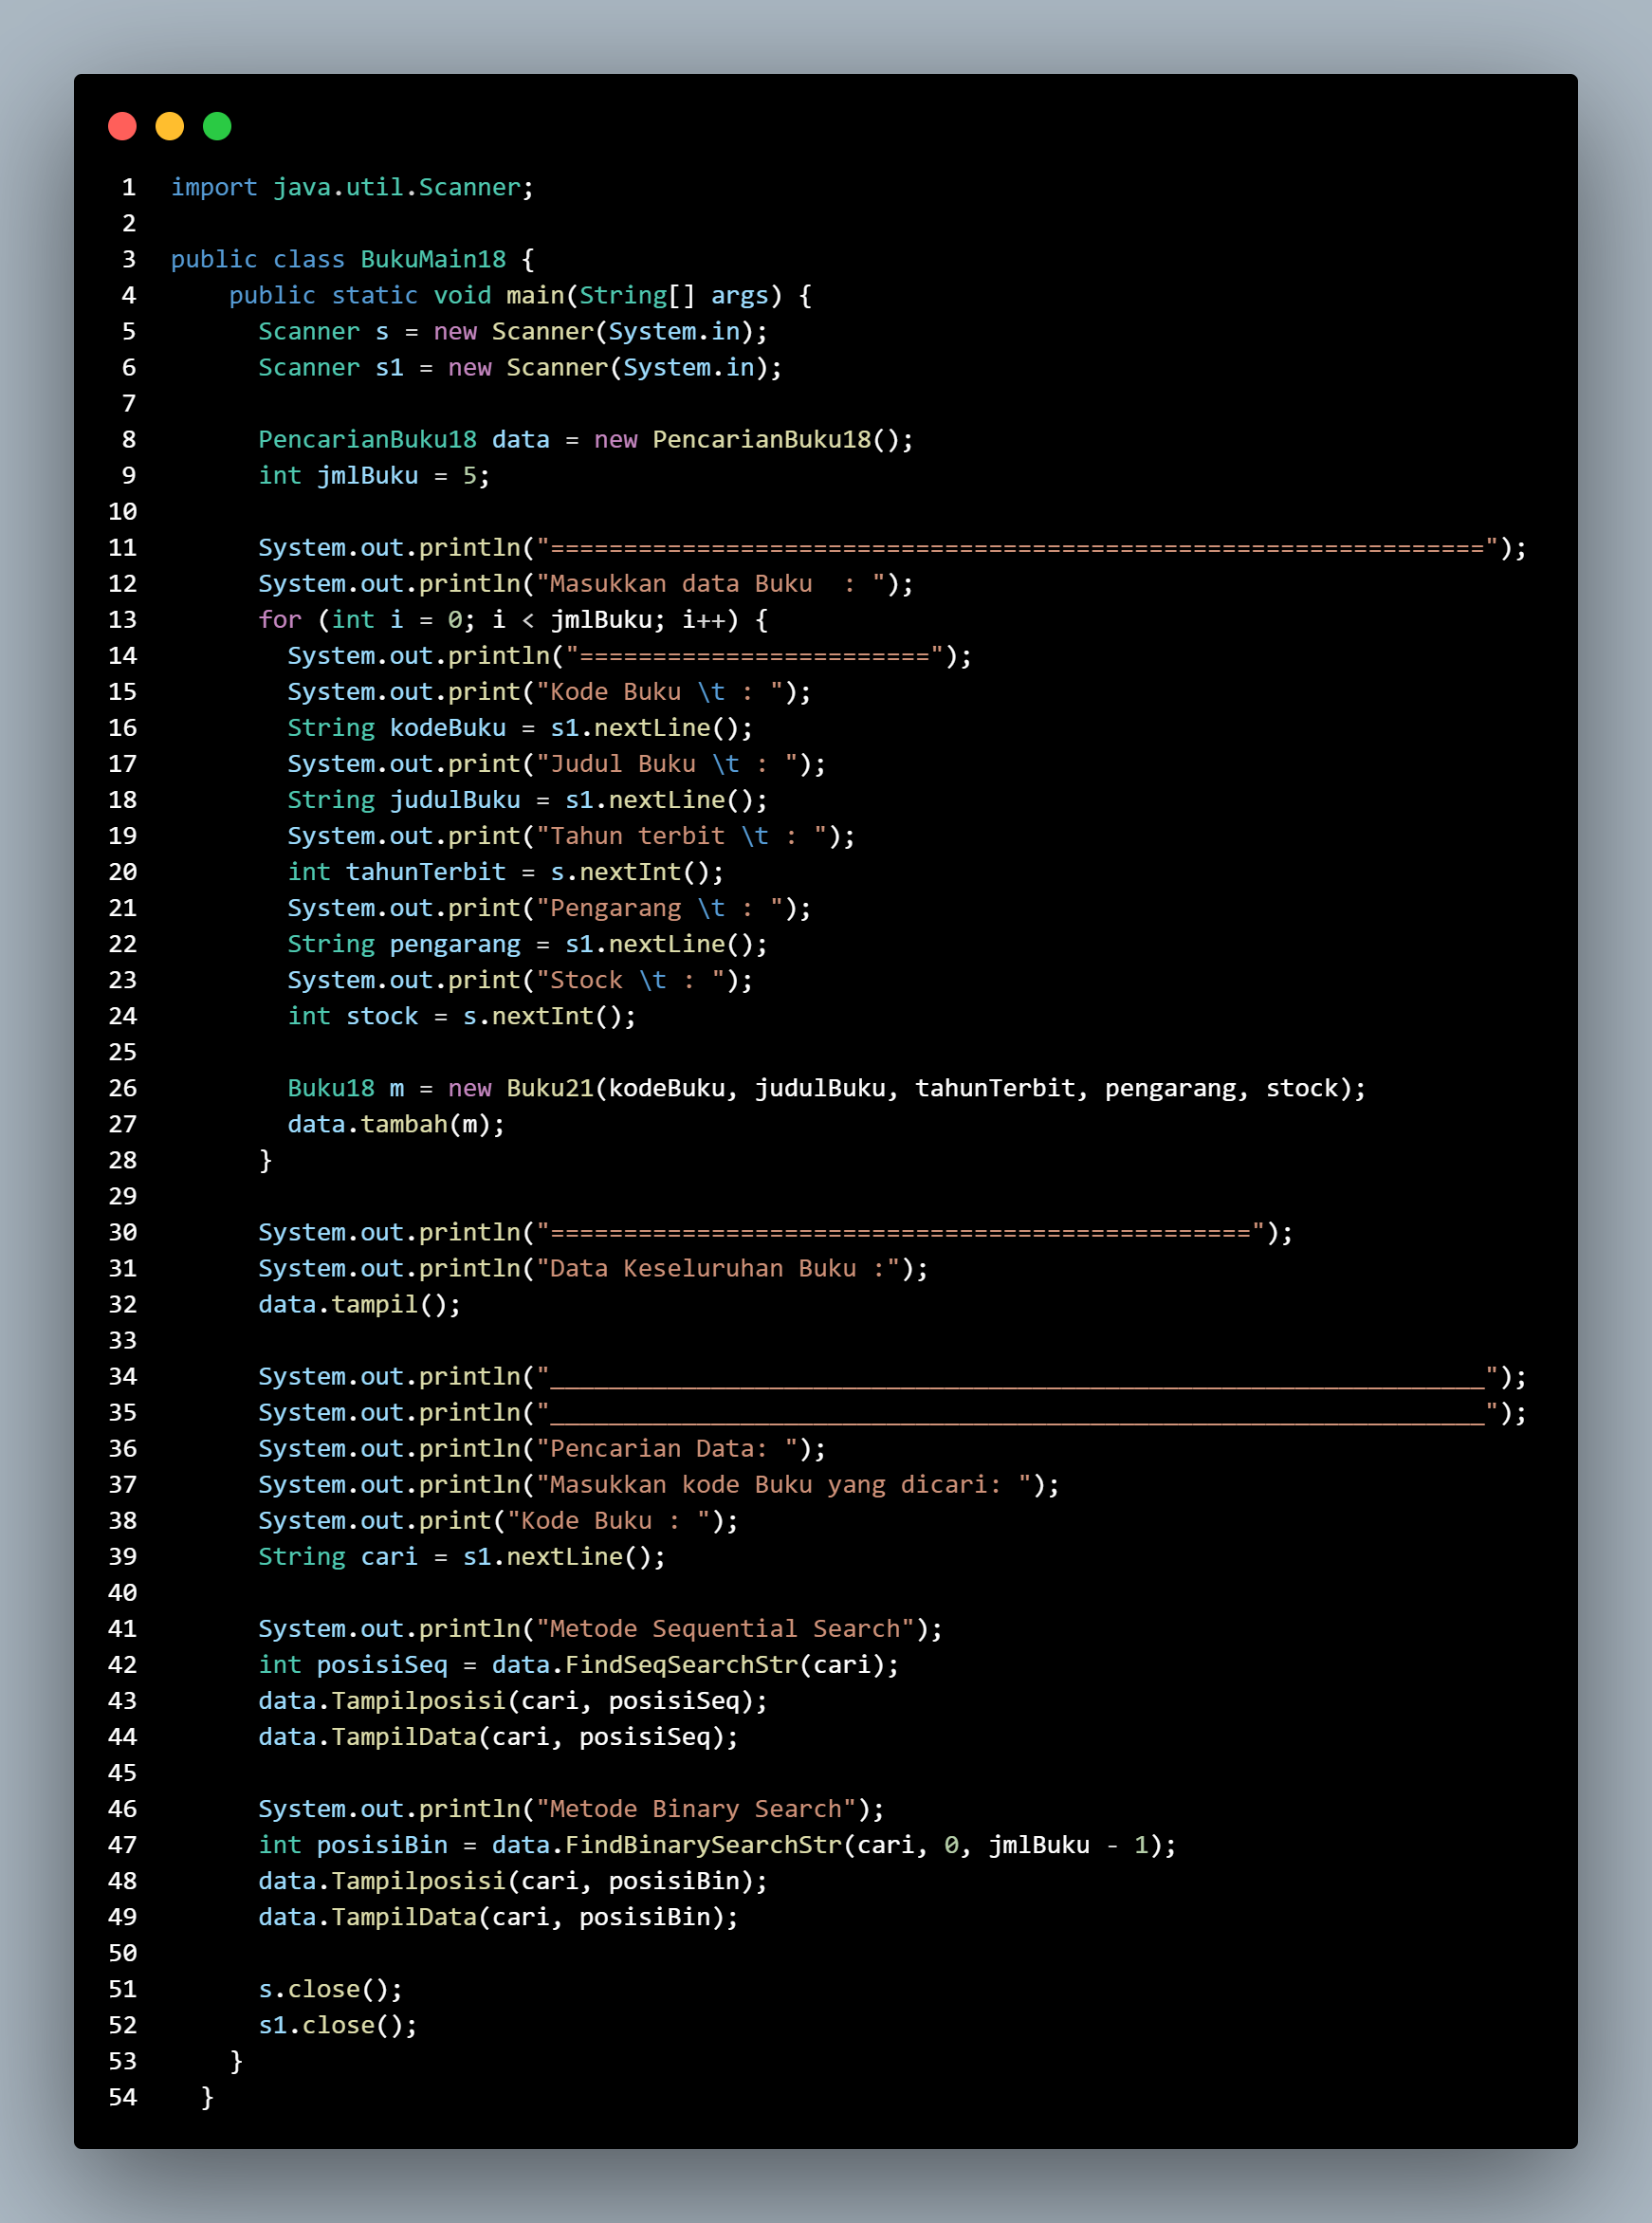 1 import java.util.Scanner;
2
3 public class BukuMain18 {
4     public static void main(String[] args) {
5       Scanner s = new Scanner(System.in);
6       Scanner s1 = new Scanner(System.in);
7
8       PencarianBuku18 data = new PencarianBuku18();
9       int jmlBuku = 5;
10
11       System.out.println("================================================================");
12       System.out.println("Masukkan data Buku  : ");
13       for (int i = 0; i < jmlBuku; i++) {
14         System.out.println("========================");
15         System.out.print("Kode Buku \t : ");
16         String kodeBuku = s1.nextLine();
17         System.out.print("Judul Buku \t : ");
18         String judulBuku = s1.nextLine();
19         System.out.print("Tahun terbit \t : ");
20         int tahunTerbit = s.nextInt();
21         System.out.print("Pengarang \t : ");
22         String pengarang = s1.nextLine();
23         System.out.print("Stock \t : ");
24         int stock = s.nextInt();
25
26         Buku18 m = new Buku21(kodeBuku, judulBuku, tahunTerbit, pengarang, stock);
27         data.tambah(m);
28       }
29
30       System.out.println("================================================");
31       System.out.println("Data Keseluruhan Buku :");
32       data.tampil();
33
34       System.out.println("________________________________________________________________");
35       System.out.println("________________________________________________________________");
36       System.out.println("Pencarian Data: ");
37       System.out.println("Masukkan kode Buku yang dicari: ");
38       System.out.print("Kode Buku : ");
39       String cari = s1.nextLine();
40
41       System.out.println("Metode Sequential Search");
42       int posisiSeq = data.FindSeqSearchStr(cari);
43       data.Tampilposisi(cari, posisiSeq);
44       data.TampilData(cari, posisiSeq);
45
46       System.out.println("Metode Binary Search");
47       int posisiBin = data.FindBinarySearchStr(cari, 0, jmlBuku - 1);
48       data.Tampilposisi(cari, posisiBin);
49       data.TampilData(cari, posisiBin);
50
51       s.close();
52       s1.close();
53     }
54   }